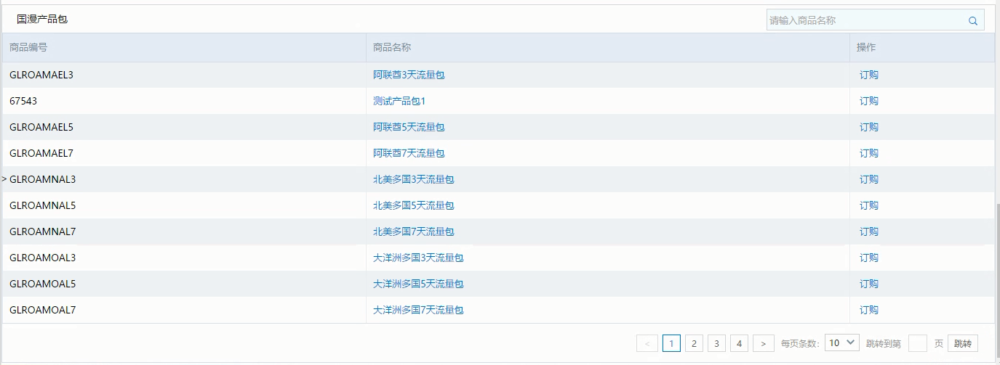 国漫产品包 请输入商品名称
商品编号 商品名称 操作
GLROAMAEL3 阿联酋3天流量包 订购
67543 测试产品包1 订购
GLROAMAEL5 阿联酋5天流量包 订购
GLROAMAEL7 阿联酋7天流量包 订购
> GLROAMNAL3 北美多国3天流量包 订购
GLROAMNAL5 北美多国5天流量包 订购
GLROAMNAL7 北美多国7天流量包 订购
GLROAMOAL3 大洋洲多国3天流量包 订购
GLROAMOAL5 大洋洲多国5天流量包 订购
GLROAMOAL7 大洋洲多国7天流量包 订购
< 1 2 3 4 > 每页条数: 10 跳转到第 页 跳转